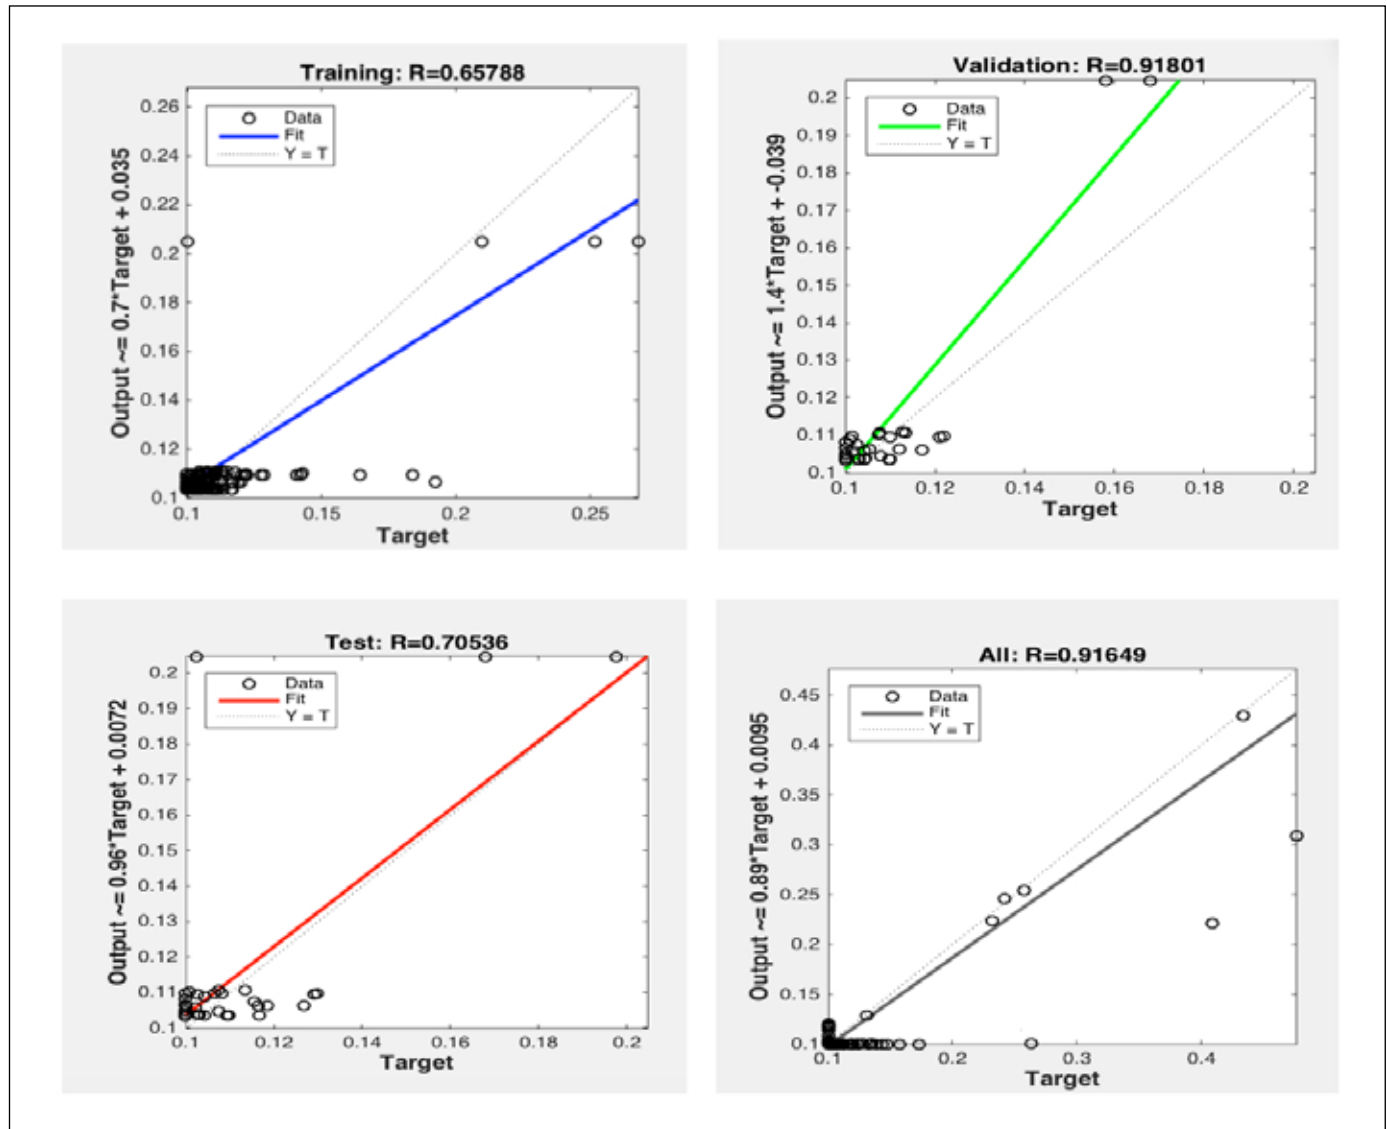 Training: R=0.65788
Output ~= 0.7*Target + 0.035
0.26
0.24
0.22
0.2
0.18
0.16
0.14
0.12
0.1
Data
Fit
Y = T
0.1 0.15 0.2 0.25
Target
Validation: R=0.91801
Output ~= 1.4*Target + -0.039
0.2
0.19
0.18
0.17
0.16
0.15
0.14
0.13
0.12
0.11
0.1
Data
Fit
Y = T
0.1 0.12 0.14 0.16 0.18 0.2
Target
Test: R=0.70536
Output ~= 0.96*Target + 0.0072
0.2
0.19
0.18
0.17
0.16
0.15
0.14
0.13
0.12
0.11
0.1
Data
Fit
Y = T
0.1 0.12 0.14 0.16 0.18 0.2
Target
All: R=0.91649
Output ~= 0.89*Target + 0.0095
0.45
0.4
0.35
0.3
0.25
0.2
0.15
0.1
Data
Fit
Y = T
0.1 0.2 0.3 0.4
Target